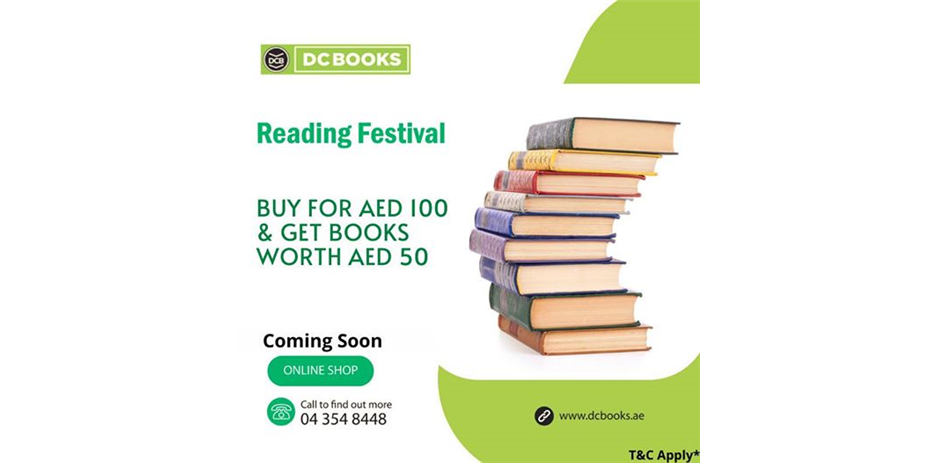 DCB DC BOOKS
Reading Festival
BUY FOR AED 100
& GET BOOKS
WORTH AED 50
Coming Soon
ONLINE SHOP
Call to find out more
04 354 8448
www.dcbooks.ae
T&C Apply*